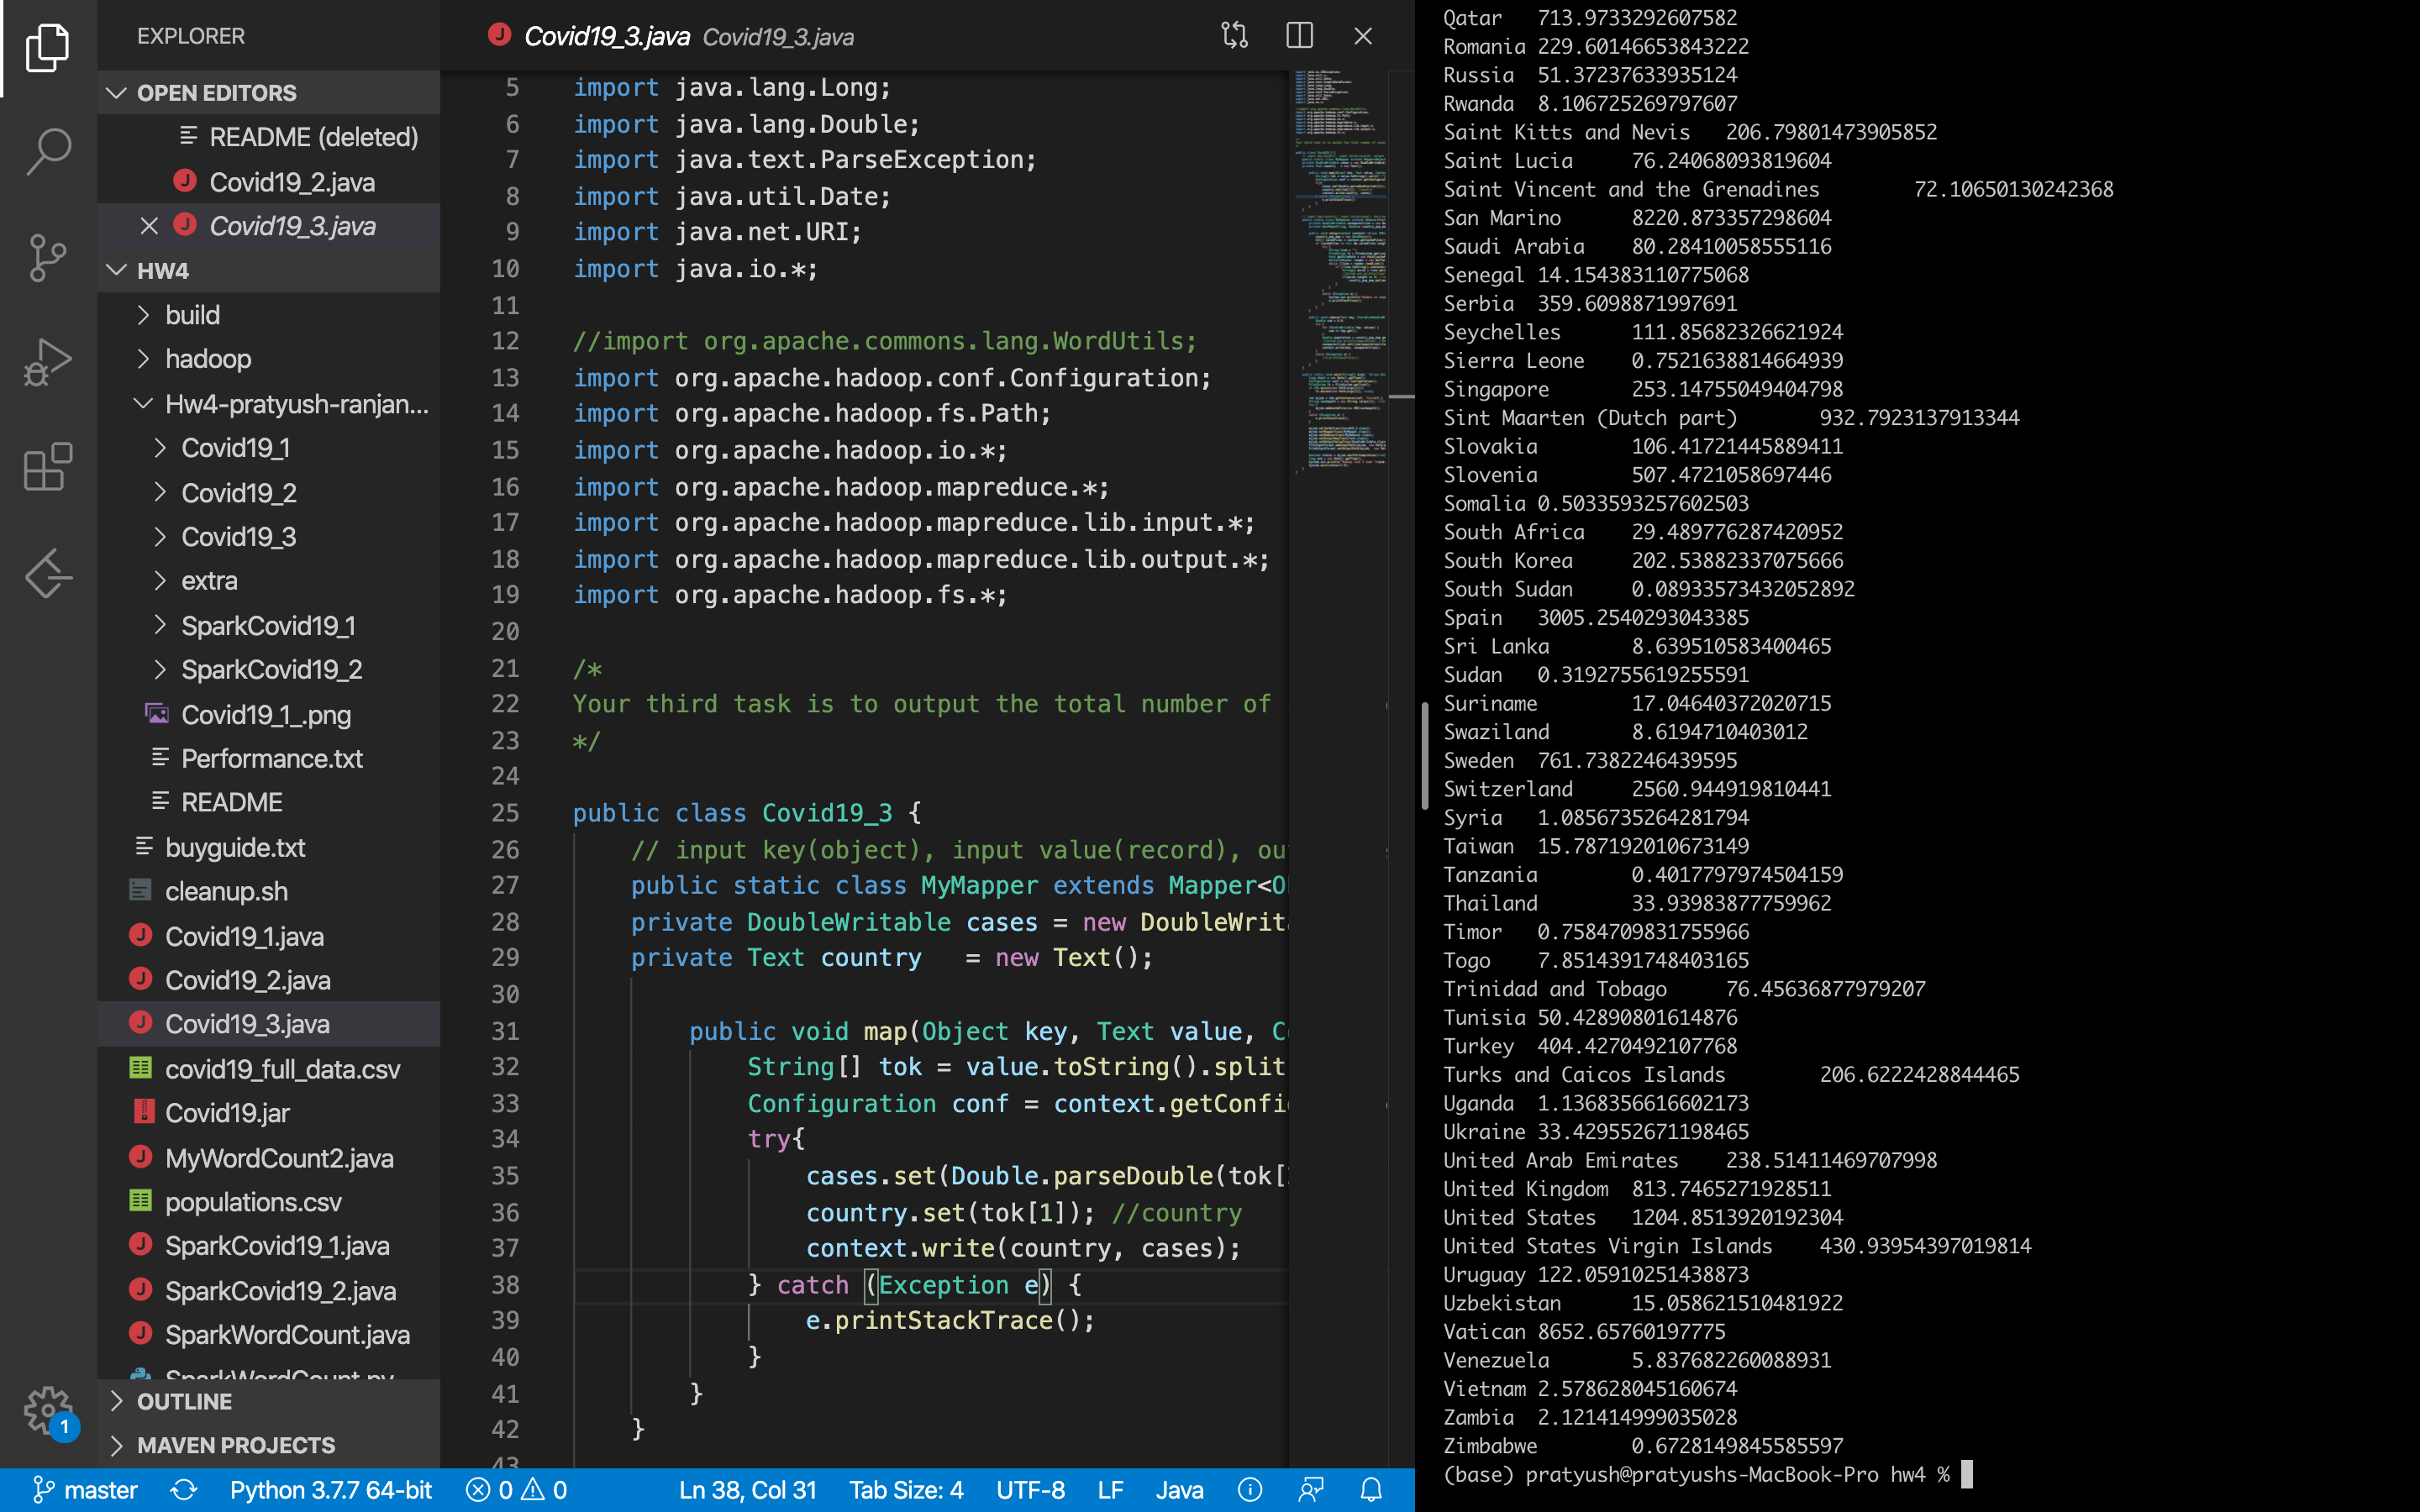 EXPLORER
OPEN EDITORS
README (deleted)
Covid19_2.java
Covid19_3.java
HW4
build
hadoop
Hw4-pratyush-ranjan...
Covid19_1
Covid19_2
Covid19_3
extra
SparkCovid19_1
SparkCovid19_2
Covid19_1_.png
Performance.txt
README
buyguide.txt
cleanup.sh
Covid19_1.java
Covid19_2.java
Covid19_3.java
covid19_full_data.csv
Covid19.jar
MyWordCount2.java
populations.csv
SparkCovid19_1.java
SparkCovid19_2.java
SparkWordCount.java
SparkWordCount.py
OUTLINE
MAVEN PROJECTS
1
Covid19_3.java Covid19_3.java
5 import java.lang.Long;
6 import java.lang.Double;
7 import java.text.ParseException;
8 import java.util.Date;
9 import java.net.URI;
10 import java.io.*;
11
12 //import org.apache.commons.lang.WordUtils;
13 import org.apache.hadoop.conf.Configuration;
14 import org.apache.hadoop.fs.Path;
15 import org.apache.hadoop.io.*;
16 import org.apache.hadoop.mapreduce.*;
17 import org.apache.hadoop.mapreduce.lib.input.*;
18 import org.apache.hadoop.mapreduce.lib.output.*;
19 import org.apache.hadoop.fs.*;
20
21 /*
22 Your third task is to output the total number of
23 */
24
25 public class Covid19_3 {
26 // input key(object), input value(record), ou
27 public static class MyMapper extends Mapper<O
28 private DoubleWritable cases = new DoubleWrit
29 private Text country = new Text();
30
31 public void map(Object key, Text value, C
32 String[] tok = value.toString().split
33 Configuration conf = context.getConfi
34 try{
35 cases.set(Double.parseDouble(tok[
36 country.set(tok[1]); //country
37 context.write(country, cases);
38 } catch (Exception e) {
39 e.printStackTrace();
40 }
41 }
42 }
43
master Python 3.7.7 64-bit 0 0 Ln 38, Col 31 Tab Size: 4 UTF-8 LF Java
Qatar 713.9733292607582
Romania 229.60146653843222
Russia 51.37237633935124
Rwanda 8.106725269797607
Saint Kitts and Nevis 206.79801473905852
Saint Lucia 76.24068093819604
Saint Vincent and the Grenadines 72.10650130242368
San Marino 8220.873357298604
Saudi Arabia 80.28410058555116
Senegal 14.154383110775068
Serbia 359.6098871997691
Seychelles 111.85682326621924
Sierra Leone 0.7521638814664939
Singapore 253.14755049404798
Sint Maarten (Dutch part) 932.7923137913344
Slovakia 106.41721445889411
Slovenia 507.4721058697446
Somalia 0.5033593257602503
South Africa 29.489776287420952
South Korea 202.53882337075666
South Sudan 0.08933573432052892
Spain 3005.2540293043385
Sri Lanka 8.639510583400465
Sudan 0.3192755619255591
Suriname 17.04640372020715
Swaziland 8.6194710403012
Sweden 761.7382246439595
Switzerland 2560.944919810441
Syria 1.0856735264281794
Taiwan 15.787192010673149
Tanzania 0.4017797974504159
Thailand 33.93983877759962
Timor 0.7584709831755966
Togo 7.8514391748403165
Trinidad and Tobago 76.45636877979207
Tunisia 50.42890801614876
Turkey 404.4270492107768
Turks and Caicos Islands 206.6222428844465
Uganda 1.1368356616602173
Ukraine 33.429552671198465
United Arab Emirates 238.51411469707998
United Kingdom 813.7465271928511
United States 1204.8513920192304
United States Virgin Islands 430.93954397019814
Uruguay 122.05910251438873
Uzbekistan 15.058621510481922
Vatican 8652.65760197775
Venezuela 5.837682260088931
Vietnam 2.578628045160674
Zambia 2.121414999035028
Zimbabwe 0.6728149845585597
(base) pratyush@pratyushs-MacBook-Pro hw4 %